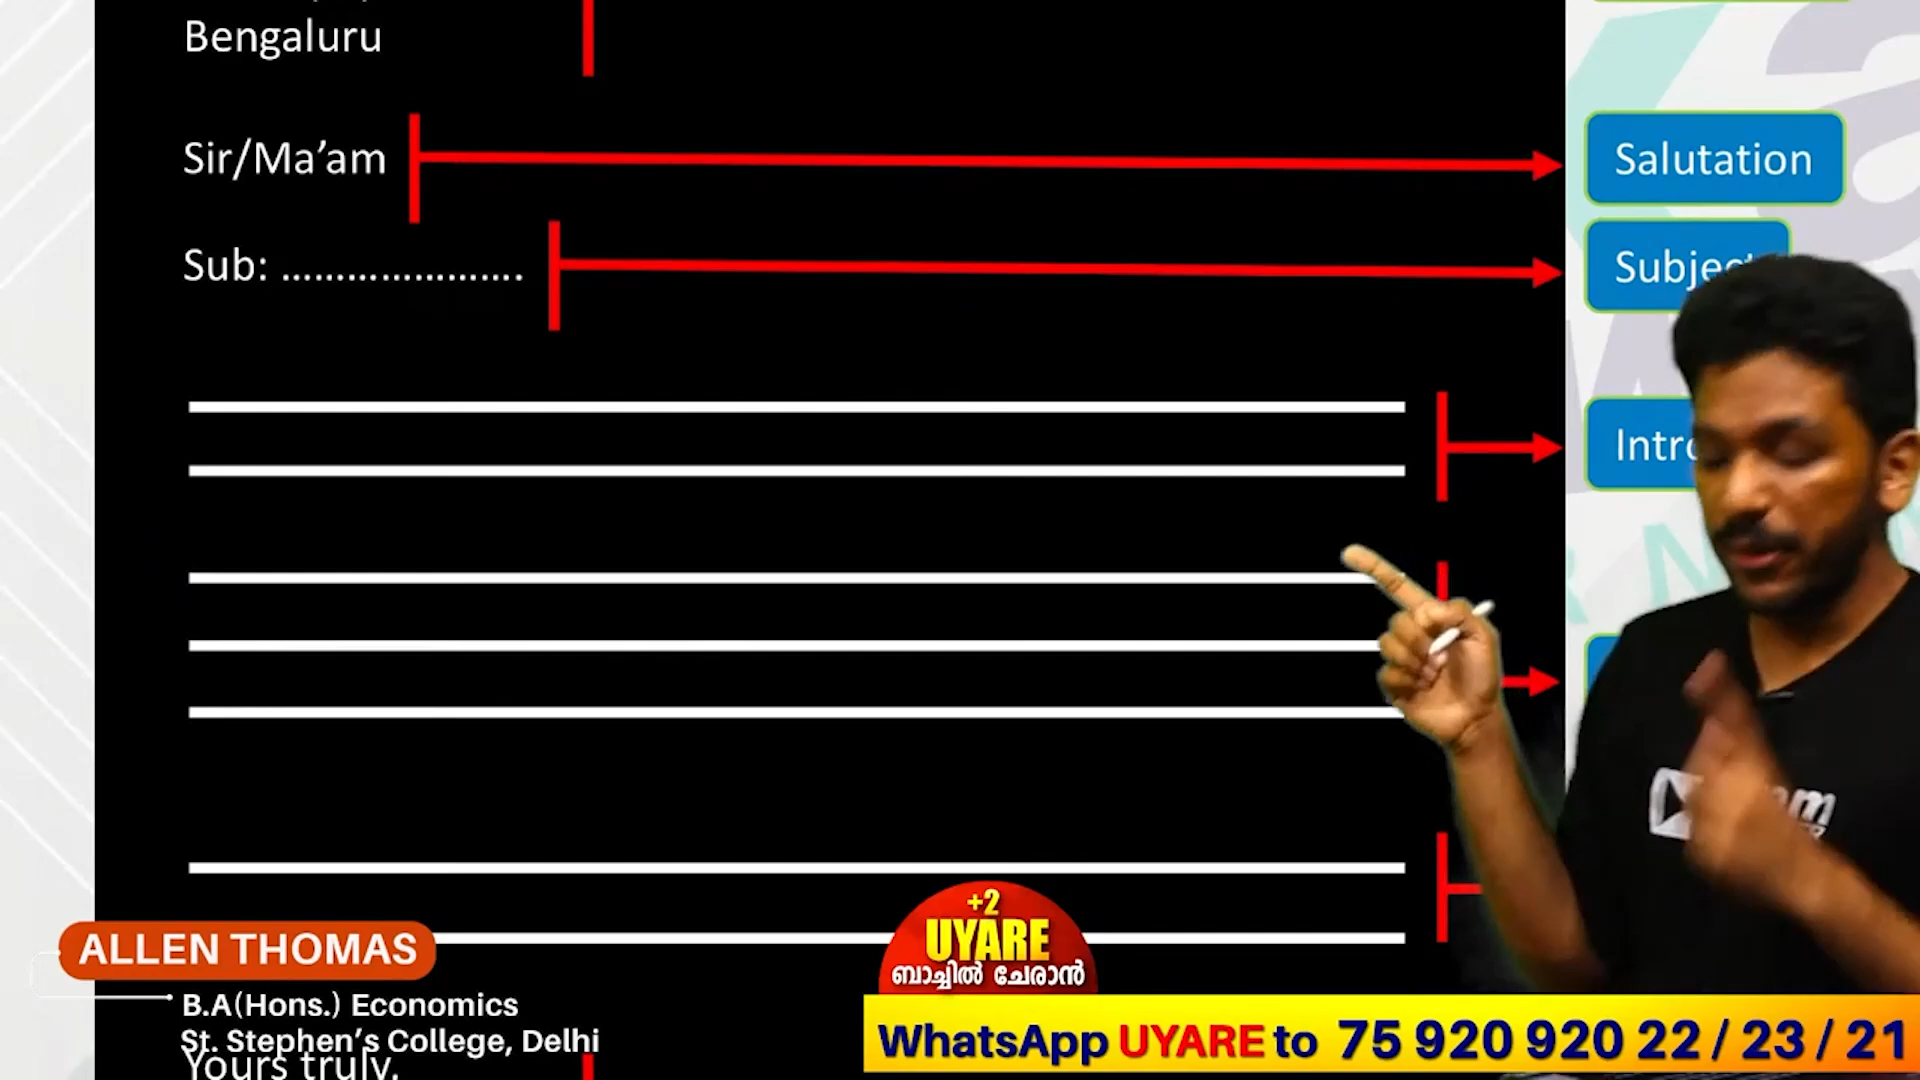 Bengaluru
Sir/Ma’am
Salutation
Sub: ......................
Subject
ALLEN THOMAS
B.A(Hons.) Economics
St. Stephen’s College, Delhi
Yours truly,
+2
UYARE
ബാച്ചിൽ ചേരാൻ
WhatsApp UYARE to 75 920 920 22 / 23 / 21